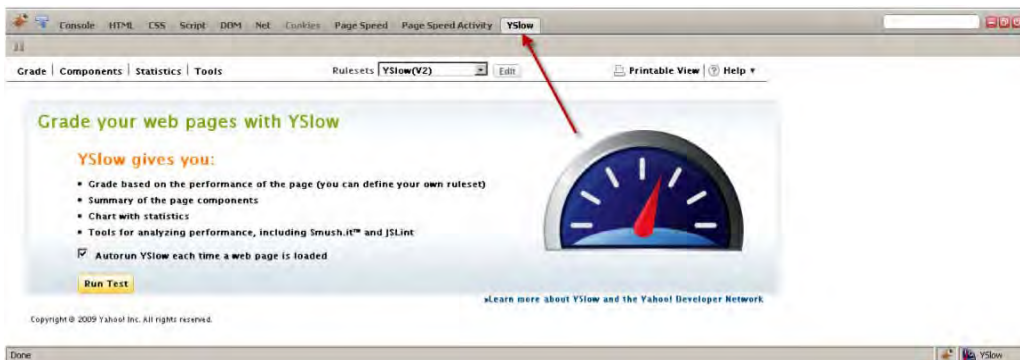 Console HTML CSS Script DOM Net Cookies Page Speed Page Speed Activity YSlow
Grade Components Statistics Tools Rulesets YSlow(V2) Edit Printable View ? Help
Grade your web pages with YSlow
YSlow gives you:
• Grade based on the performance of the page (you can define your own ruleset)
• Summary of the page components
• Chart with statistics
• Tools for analyzing performance, including Smush.it™ and JSLint
Autorun YSlow each time a web page is loaded
Run Test
»Learn more about YSlow and the Yahoo! Developer Network
Copyright © 2009 Yahoo! Inc. All rights reserved.
Done YSlow